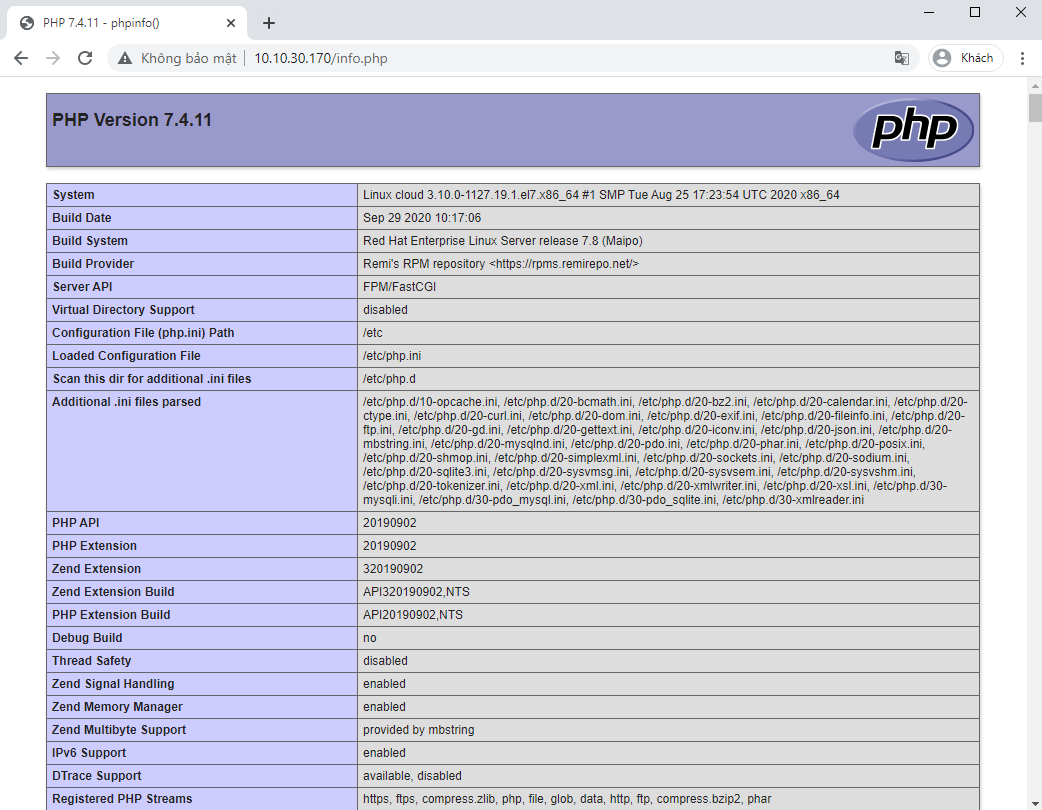 PHP 7.4.11 - phpinfo()
Không bảo mật
10.10.30.170/info.php
Khách
PHP Version 7.4.11
php
System Linux cloud 3.10.0-1127.19.1.el7.x86_64 #1 SMP Tue Aug 25 17:23:54 UTC 2020 x86_64
Build Date Sep 29 2020 10:17:06
Build System Red Hat Enterprise Linux Server release 7.8 (Maipo)
Build Provider Remi's RPM repository <https://rpms.remirepo.net/>
Server API FPM/FastCGI
Virtual Directory Support disabled
Configuration File (php.ini) Path /etc
Loaded Configuration File /etc/php.ini
Scan this dir for additional .ini files /etc/php.d
Additional .ini files parsed /etc/php.d/10-opcache.ini, /etc/php.d/20-bcmath.ini, /etc/php.d/20-bz2.ini, /etc/php.d/20-calendar.ini, /etc/php.d/20-
ctype.ini, /etc/php.d/20-curl.ini, /etc/php.d/20-dom.ini, /etc/php.d/20-exif.ini, /etc/php.d/20-fileinfo.ini, /etc/php.d/20-
ftp.ini, /etc/php.d/20-gd.ini, /etc/php.d/20-gettext.ini, /etc/php.d/20-iconv.ini, /etc/php.d/20-json.ini, /etc/php.d/20-
mbstring.ini, /etc/php.d/20-mysqlnd.ini, /etc/php.d/20-pdo.ini, /etc/php.d/20-phar.ini, /etc/php.d/20-posix.ini,
/etc/php.d/20-shmop.ini, /etc/php.d/20-simplexml.ini, /etc/php.d/20-sockets.ini, /etc/php.d/20-sodium.ini,
/etc/php.d/20-sqlite3.ini, /etc/php.d/20-sysvmsg.ini, /etc/php.d/20-sysvsem.ini, /etc/php.d/20-sysvshm.ini,
/etc/php.d/20-tokenizer.ini, /etc/php.d/20-xml.ini, /etc/php.d/20-xmlwriter.ini, /etc/php.d/20-xsl.ini, /etc/php.d/30-
mysqli.ini, /etc/php.d/30-pdo_mysql.ini, /etc/php.d/30-pdo_sqlite.ini, /etc/php.d/30-xmlreader.ini
PHP API 20190902
PHP Extension 20190902
Zend Extension 320190902
Zend Extension Build API320190902,NTS
PHP Extension Build API20190902,NTS
Debug Build no
Thread Safety disabled
Zend Signal Handling enabled
Zend Memory Manager enabled
Zend Multibyte Support provided by mbstring
IPv6 Support enabled
DTrace Support available, disabled
Registered PHP Streams https, ftps, compress.zlib, php, file, glob, data, http, ftp, compress.bzip2, phar